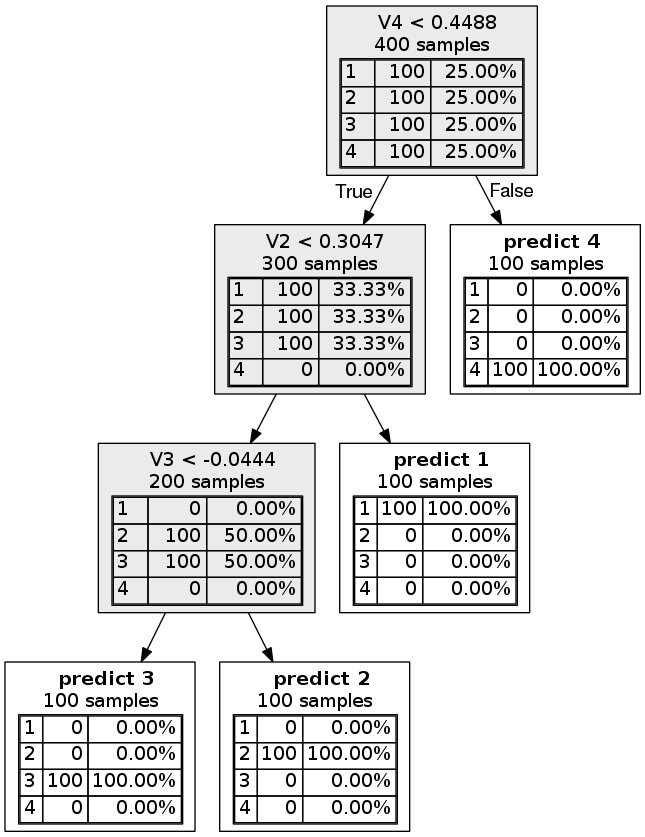 V4 < 0.4488
400 samples
1 100 25.00%
2 100 25.00%
3 100 25.00%
4 100 25.00%
True
False
V2 < 0.3047
300 samples
1 100 33.33%
2 100 33.33%
3 100 33.33%
4 0 0.00%
predict 4
100 samples
1 0 0.00%
2 0 0.00%
3 0 0.00%
4 100 100.00%
V3 < -0.0444
200 samples
1 0 0.00%
2 100 50.00%
3 100 50.00%
4 0 0.00%
predict 1
100 samples
1 100 100.00%
2 0 0.00%
3 0 0.00%
4 0 0.00%
predict 3
100 samples
1 0 0.00%
2 0 0.00%
3 100 100.00%
4 0 0.00%
predict 2
100 samples
1 0 0.00%
2 100 100.00%
3 0 0.00%
4 0 0.00%